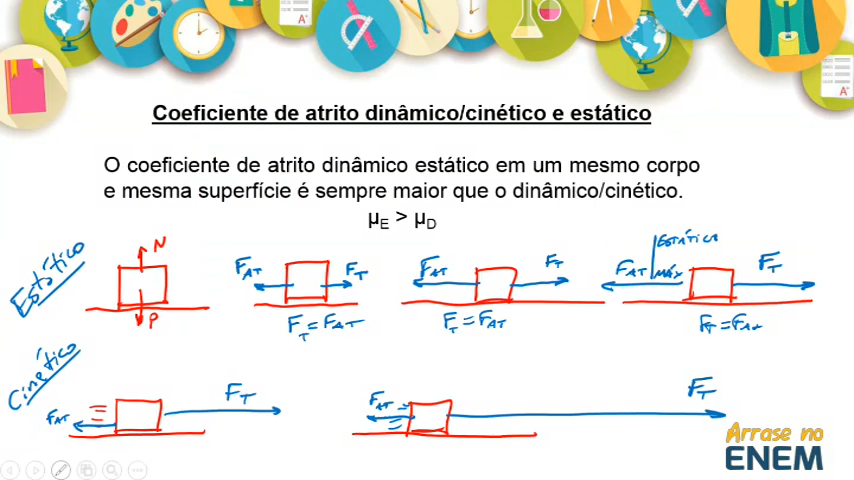 Coeficiente de atrito dinâmico/cinético e estático
O coeficiente de atrito dinâmico estático em um mesmo corpo
e mesma superfície é sempre maior que o dinâmico/cinético.
μE > μD
Estático
N
P
FAT
FT
FT = FAT
FAT
FT
FT = FAT
ESTÁTICO
FAT MÁX
FT
FT = FAT
Cinético
FAT
FT
FAT
FT
Arrase no
ENEM
A+
A+